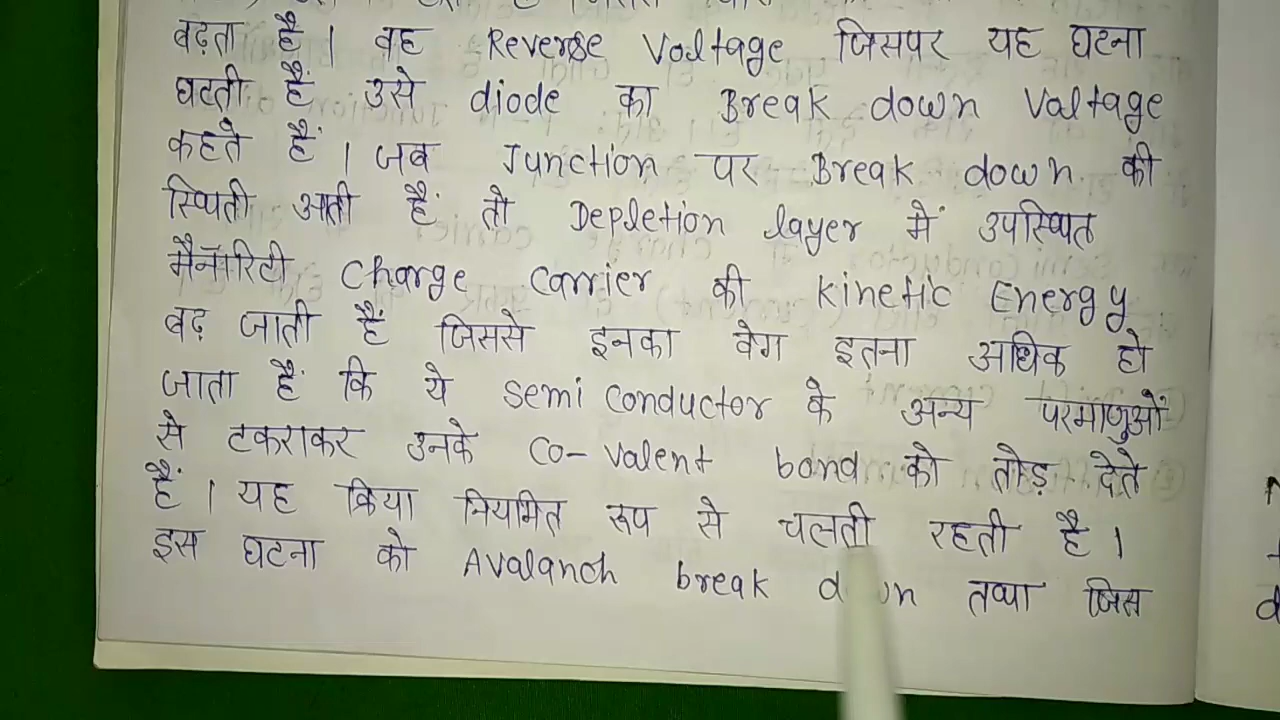 बढ़ता है । वह Reverse Voltage जिसपर यह घटना
घटती हैं उसे diode का Break down Voltage
कहते हैं । जब Junction पर Break down की
स्थिती आती हैं तो Depletion layer में उपस्थित
मैनॉरिटी Charge Carrier की Kinetic Energy
बढ़ जाती हैं जिससे इनका वेग इतना अधिक हो
जाता हैं कि ये Semi Conductor के अन्य परमाणुओं
से टकराकर उनके Co-Valent bond को तोड़ देते
हैं । यह क्रिया नियमित रूप से चलती रहती है ।
इस घटना को Avalanch break down तथा जिस